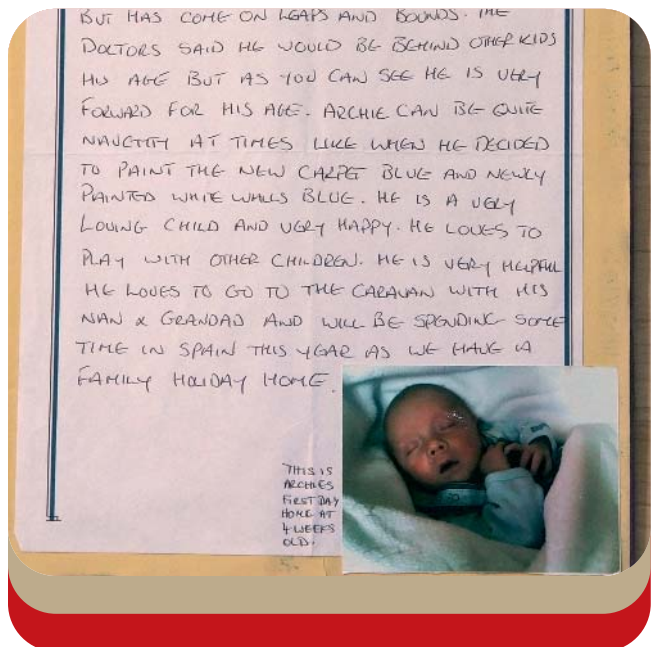 BUT HAS COME ON LEAPS AND BOUNDS. THE
DOCTORS SAID HE WOULD BE BEHIND OTHER KIDS
HIS AGE BUT AS YOU CAN SEE HE IS VERY
FORWARD FOR HIS AGE. ARCHIE CAN BE QUITE
NAUGHTY AT TIMES LIKE WHEN HE DECIDED
TO PAINT THE NEW CARPET BLUE AND NEWLY
PAINTED WHITE WALLS BLUE. HE IS A VERY
LOVING CHILD AND VERY HAPPY. HE LOVES TO
PLAY WITH OTHER CHILDREN. HE IS VERY HELPFUL
HE LOVES TO GO TO THE CARAVAN WITH HIS
NAN & GRANDAD AND WILL BE SPENDING SOME
TIME IN SPAIN THIS YEAR AS WE HAVE A
FAMILY HOLIDAY HOME.
THIS IS
ARCHIES
FIRST DAY
HOME AT
4 WEEKS
OLD.